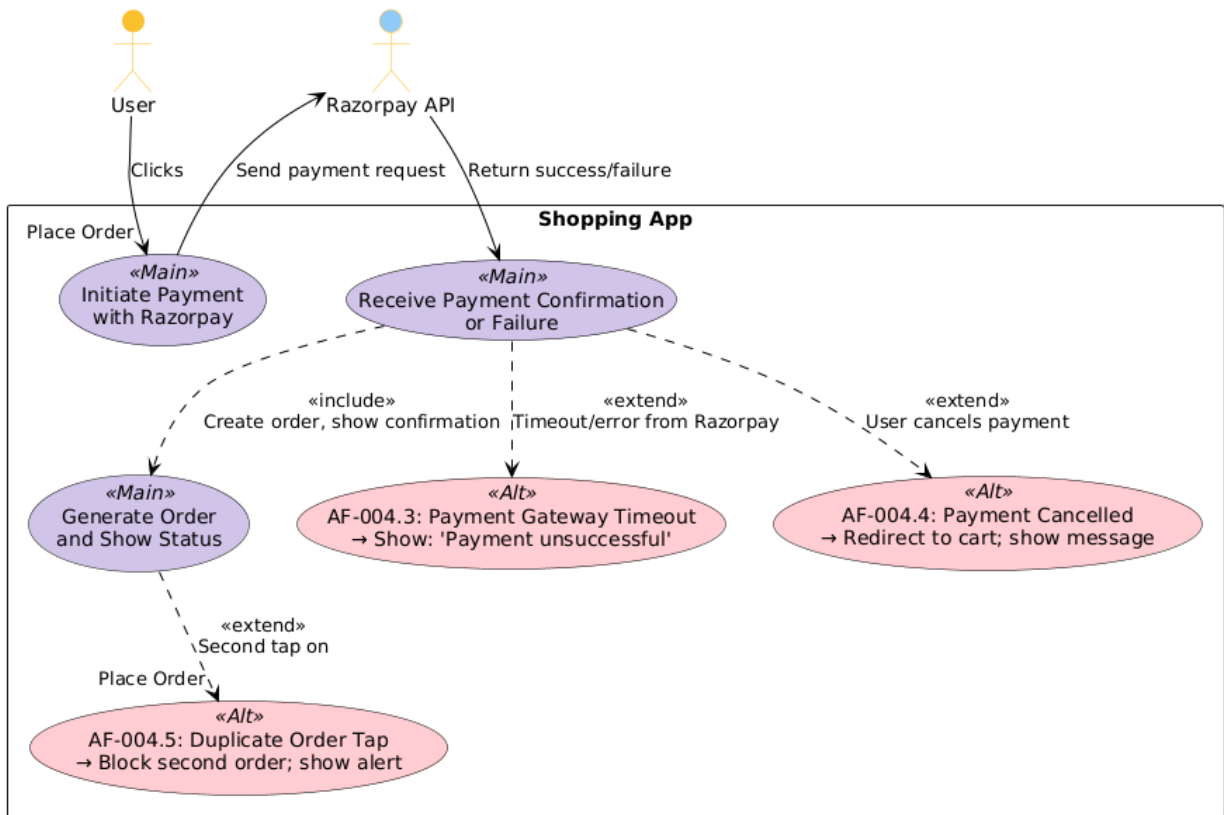 User
Razorpay API
Clicks
Send payment request
Return success/failure
Shopping App
Place Order
«Main»
Initiate Payment
with Razorpay
«Main»
Receive Payment Confirmation
or Failure
«include»
Create order, show confirmation
«extend»
Timeout/error from Razorpay
«extend»
User cancels payment
«Main»
Generate Order
and Show Status
«Alt»
AF-004.3: Payment Gateway Timeout
→ Show: 'Payment unsuccessful'
«Alt»
AF-004.4: Payment Cancelled
→ Redirect to cart; show message
«extend»
Second tap on
Place Order
«Alt»
AF-004.5: Duplicate Order Tap
→ Block second order; show alert